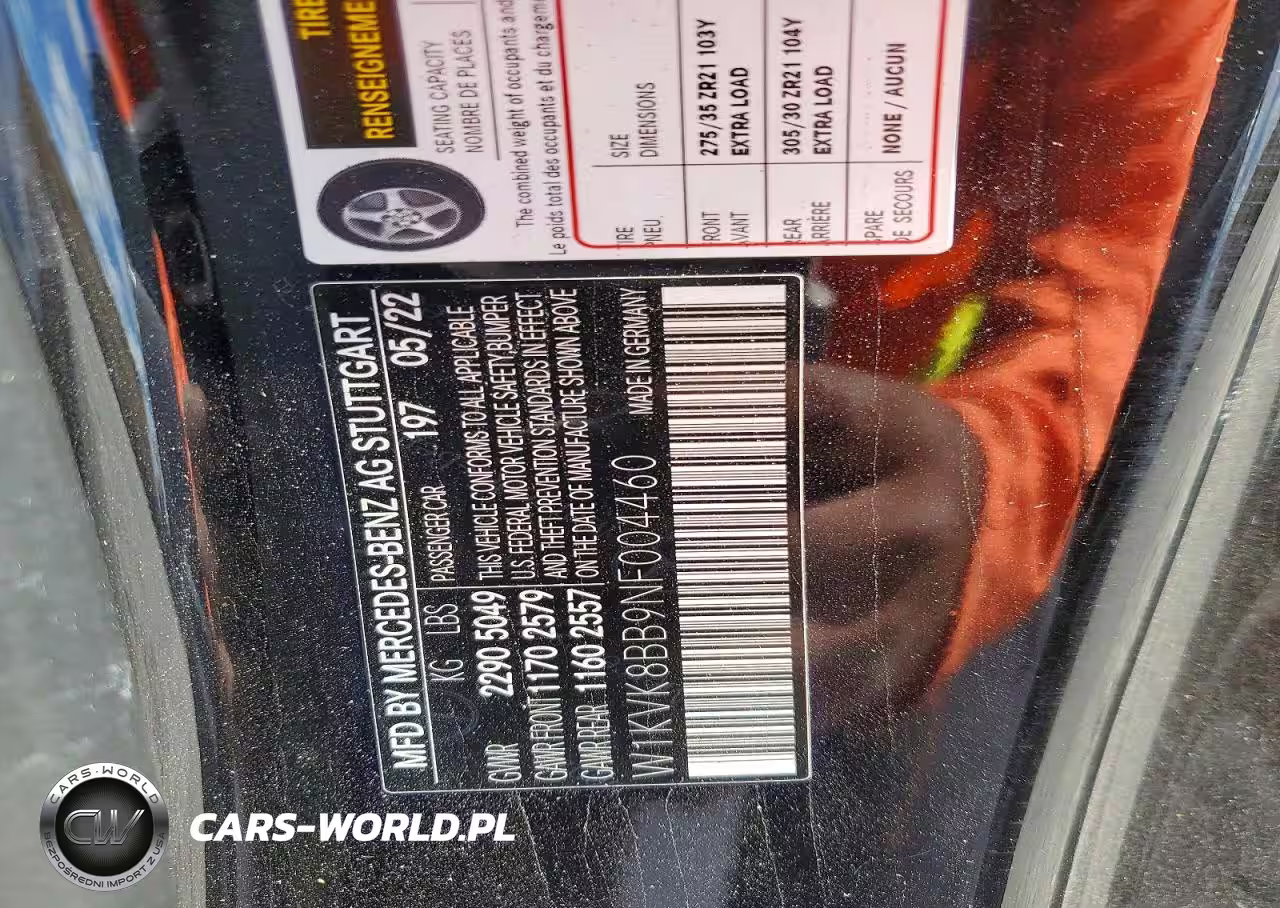 TIRE
RENSEIGNEME
SEATING CAPACITY
NOMBRE DE PLACES
The combined weight of occupants and
Le poids total des occupants et du chargeme
TIRE SIZE
PNEU DIMENSIONS
FRONT 275/35 ZR21 103Y
AVANT EXTRA LOAD
REAR 305/30 ZR21 104Y
ARRIÈRE EXTRA LOAD
SPARE
DE SECOURS NONE / AUCUN
MFD BY MERCEDES-BENZ AG STUTTGART
KG LBS PASSENGER CAR 197 05/22
GVWR 2290 5049 THIS VEHICLE CONFORMS TO ALL APPLICABLE
U.S. FEDERAL MOTOR VEHICLE SAFETY, BUMPER
GAWR FRONT 1170 2579 AND THEFT PREVENTION STANDARDS IN EFFECT
GAWR REAR 1160 2557 ON THE DATE OF MANUFACTURE SHOWN ABOVE
W1KVK8BB9NF004460 MADE IN GERMANY
CARS-WORLD
CW
BEZPOŚREDNI IMPORT Z USA
CARS-WORLD.PL